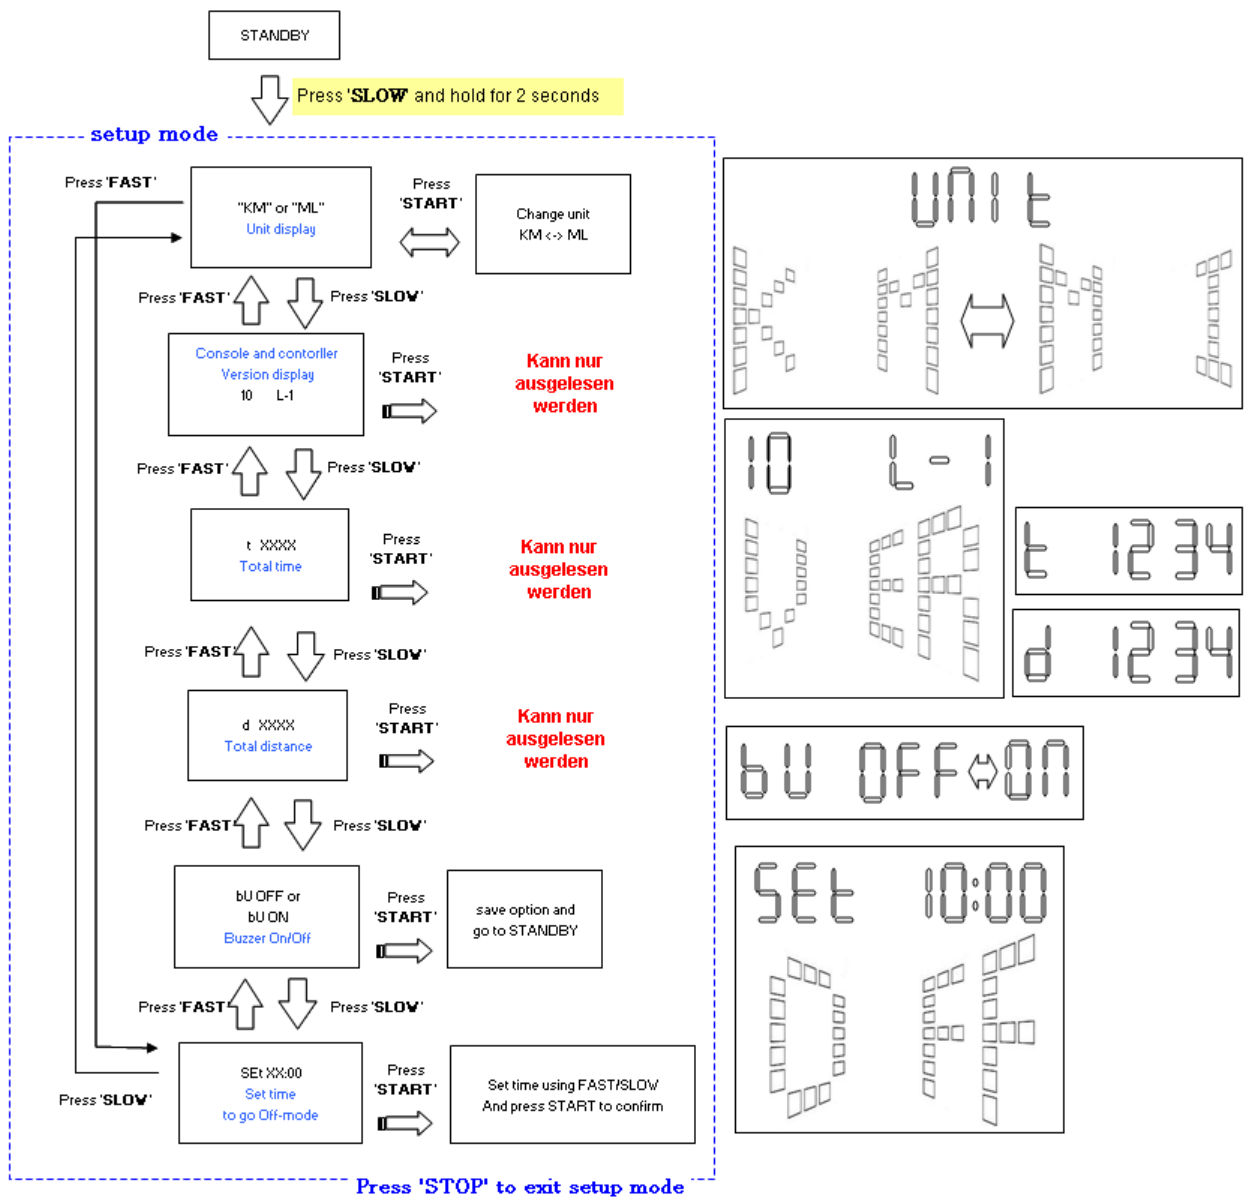 STANDBY
Press 'SLOW' and hold for 2 seconds
setup mode
Press 'FAST'
"KM" or "ML"
Unit display
Press
'START'
Change unit
KM <-> ML
Press 'FAST'
Press 'SLOW'
Console and contorller
Version display
10 L-1
Press
'START'
Kann nur
ausgelesen
werden
Press 'FAST'
Press 'SLOW'
t XXXX
Total time
Press
'START'
Kann nur
ausgelesen
werden
Press 'FAST'
Press 'SLOW'
d XXXX
Total distance
Press
'START'
Kann nur
ausgelesen
werden
Press 'FAST'
Press 'SLOW'
bU OFF or
bU ON
Buzzer On/Off
Press
'START'
save option and
go to STANDBY
Press 'FAST'
Press 'SLOW'
SEt XX:00
Set time
to go Off-mode
Press 'SLOW'
Press
'START'
Set time using FAST/SLOW
And press START to confirm
Press 'STOP' to exit setup mode
UNIt
K M M I
10 L-1
t 1234
d 1234
bU OFF ON
SEt 10:00